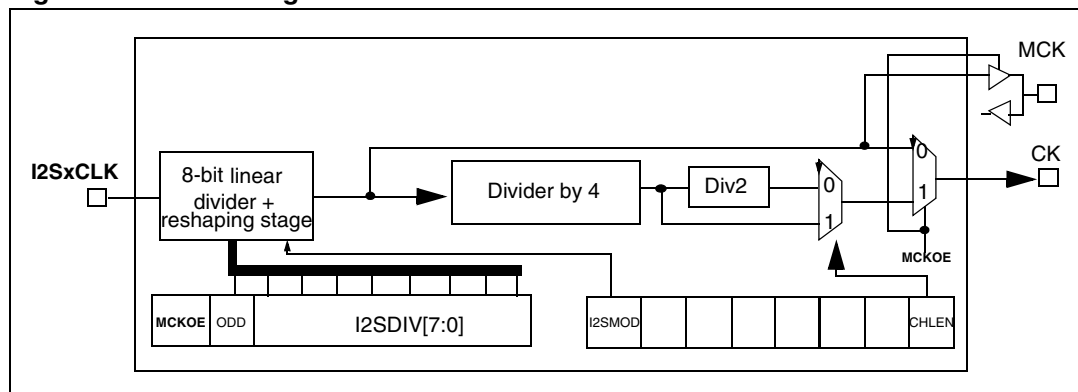 MCK
I2SxCLK
8-bit linear
divider +
reshaping stage
Divider by 4
Div2
0
1
0
1
CK
MCKOE
MCKOE
ODD
I2SDIV[7:0]
I2SMOD
CHLEN